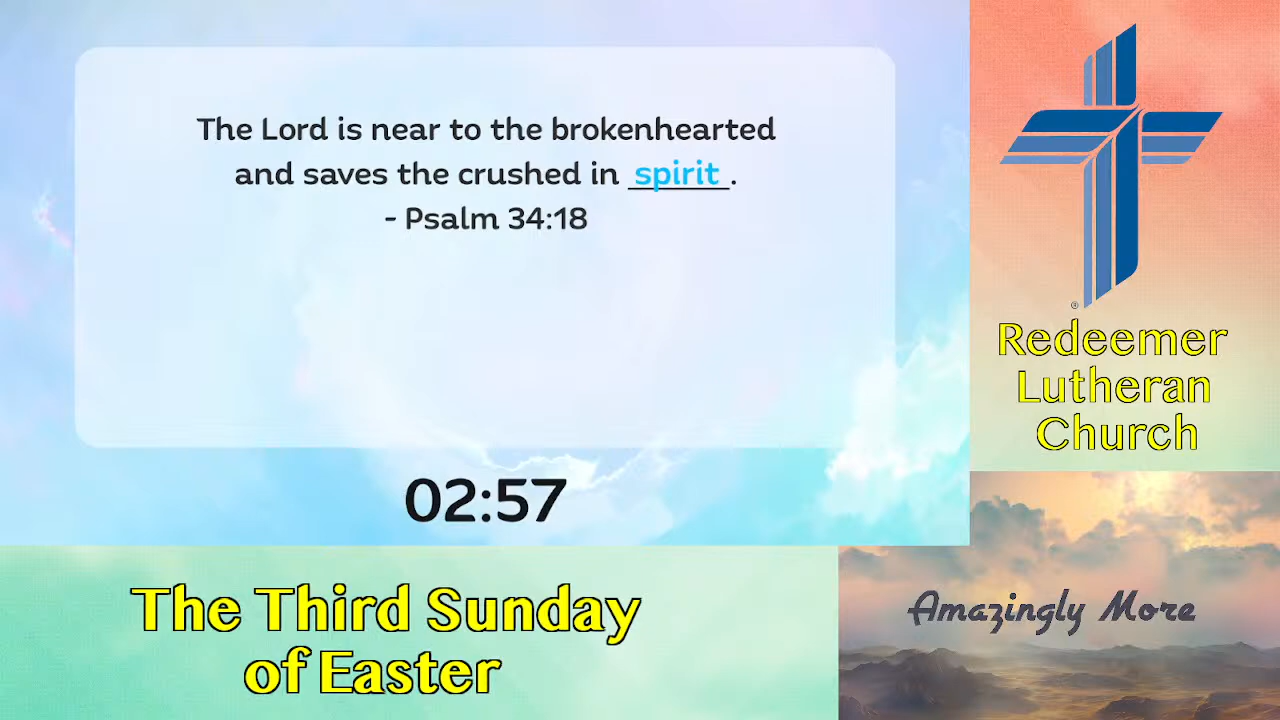 The Lord is near to the brokenhearted
and saves the crushed in spirit.
- Psalm 34:18
02:57
The Third Sunday
of Easter
®
Redeemer
Lutheran
Church
Amazingly More